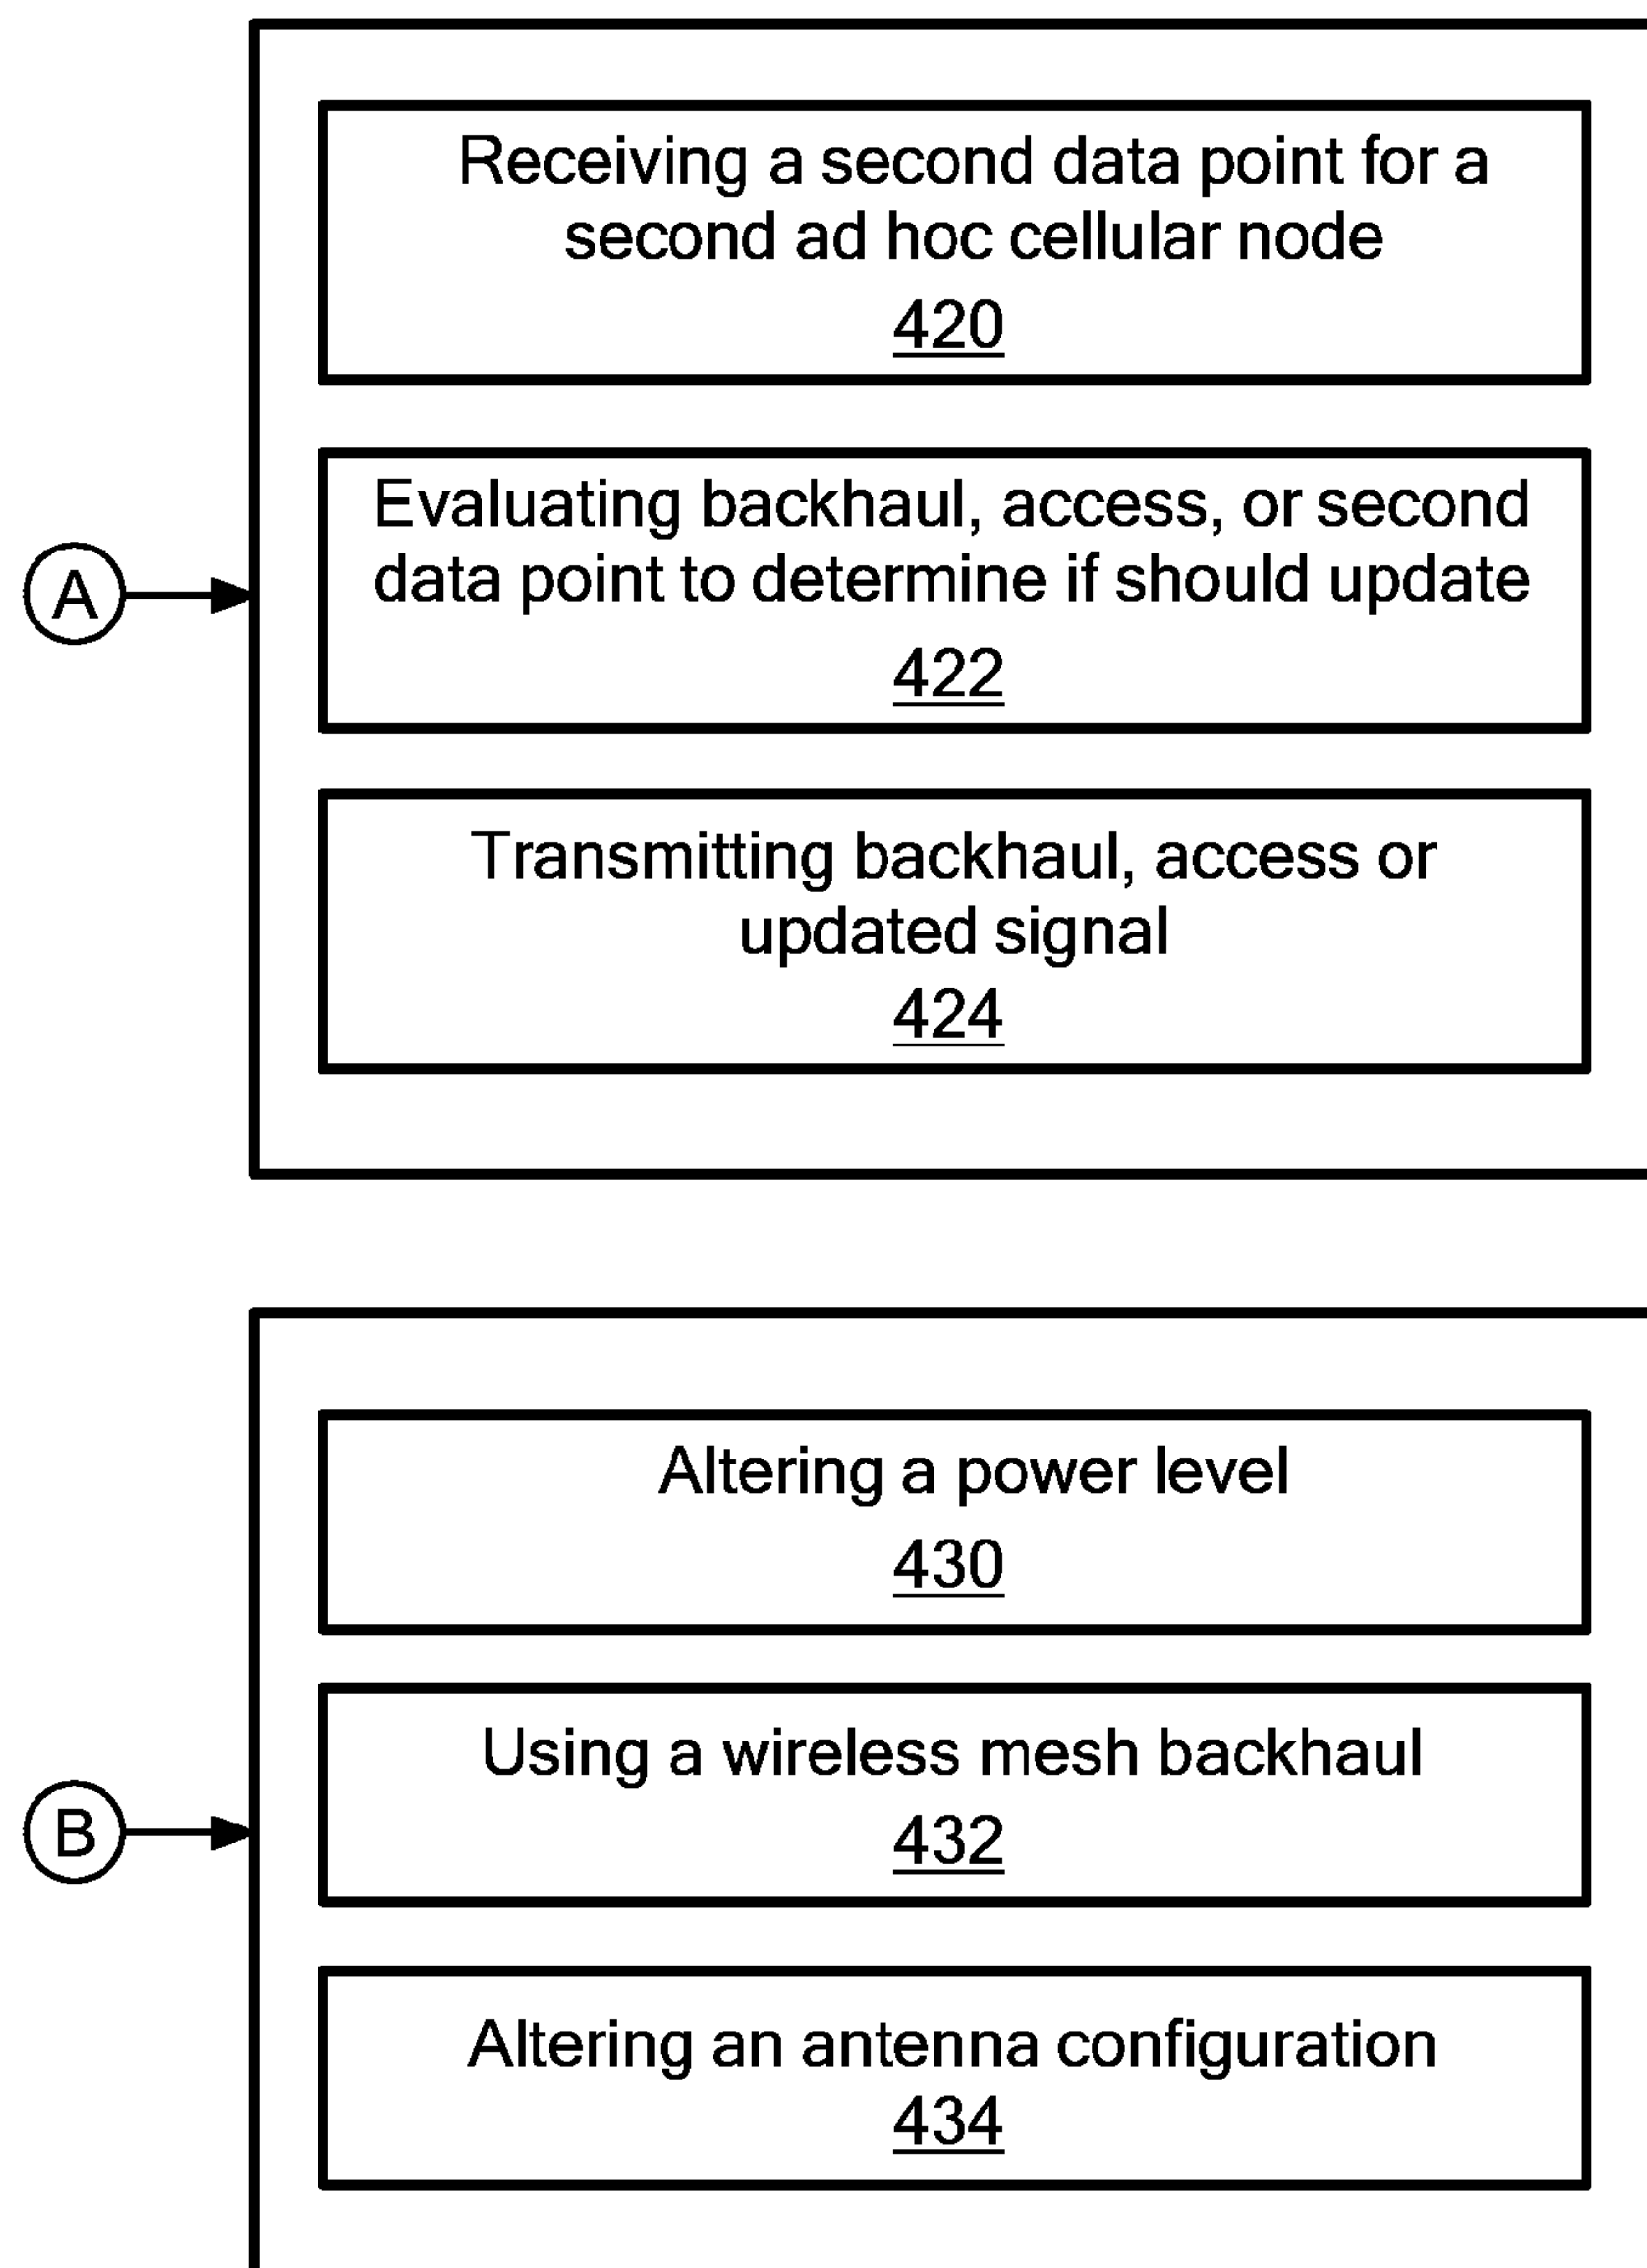 Receiving a second data point for a
second ad hoc cellular node
420
A
Evaluating backhaul, access, or second
data point to determine if should update
422
Transmitting backhaul, access or
updated signal
424
Altering a power level
430
B
Using a wireless mesh backhaul
432
Altering an antenna configuration
434